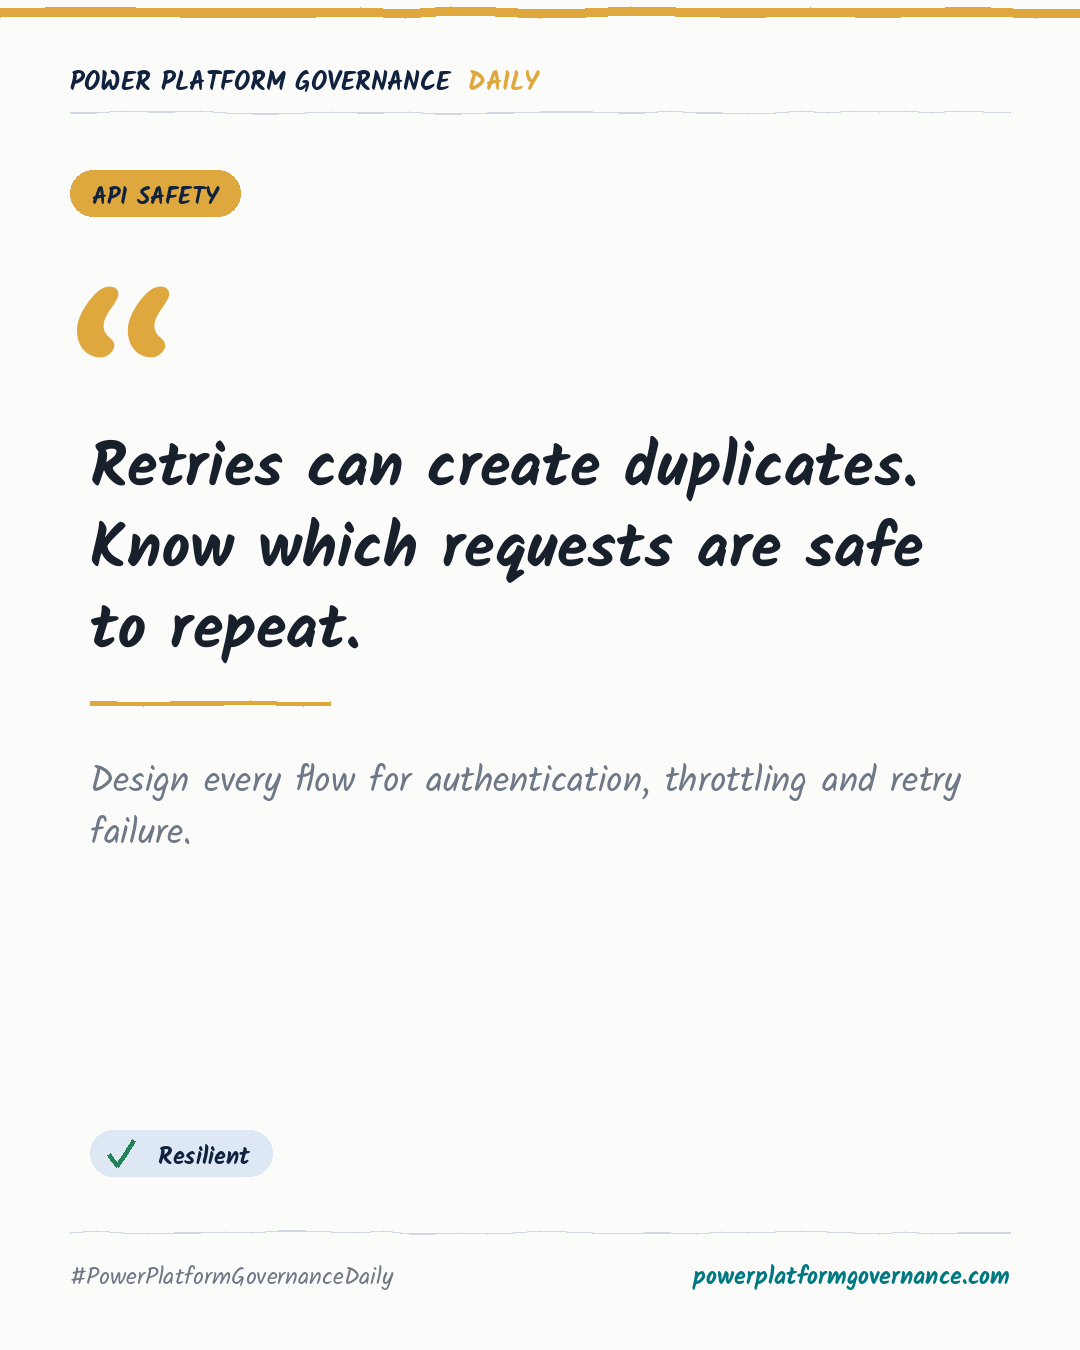 POWER PLATFORM GOVERNANCE DAILY
API SAFETY
“
Retries can create duplicates.
Know which requests are safe
to repeat.
Design every flow for authentication, throttling and retry
failure.
✓ Resilient
#PowerPlatformGovernanceDaily
powerplatformgovernance.com